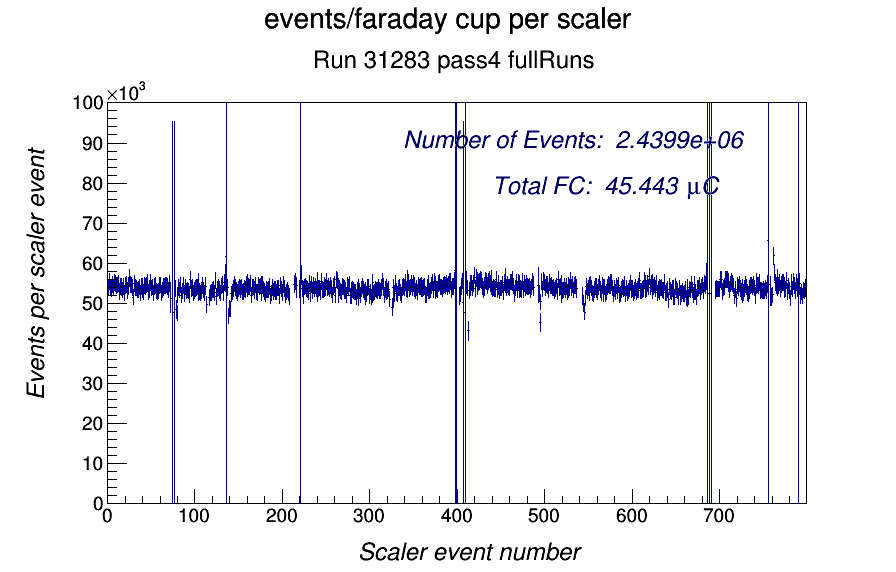 events/faraday cup per scaler
Run 31283 pass4 fullRuns
×10³
100
90
80
70
60
50
40
30
20
10
0
Events per scaler event
Number of Events: 2.4399e+06
Total FC: 45.443 μC
0 100 200 300 400 500 600 700
Scaler event number